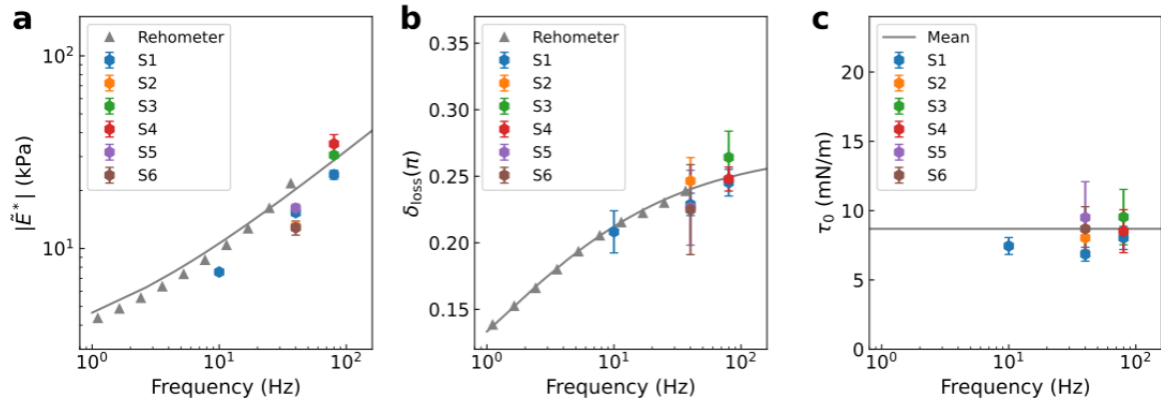 a
|Ẽ*| (kPa)
10²
10¹
Rehometer
S1
S2
S3
S4
S5
S6
10⁰ 10¹ 10²
Frequency (Hz)
b
δloss(π)
0.35
0.30
0.25
0.20
0.15
Rehometer
S1
S2
S3
S4
S5
S6
10⁰ 10¹ 10²
Frequency (Hz)
c
τ₀ (mN/m)
20
15
10
5
0
Mean
S1
S2
S3
S4
S5
S6
10⁰ 10¹ 10²
Frequency (Hz)